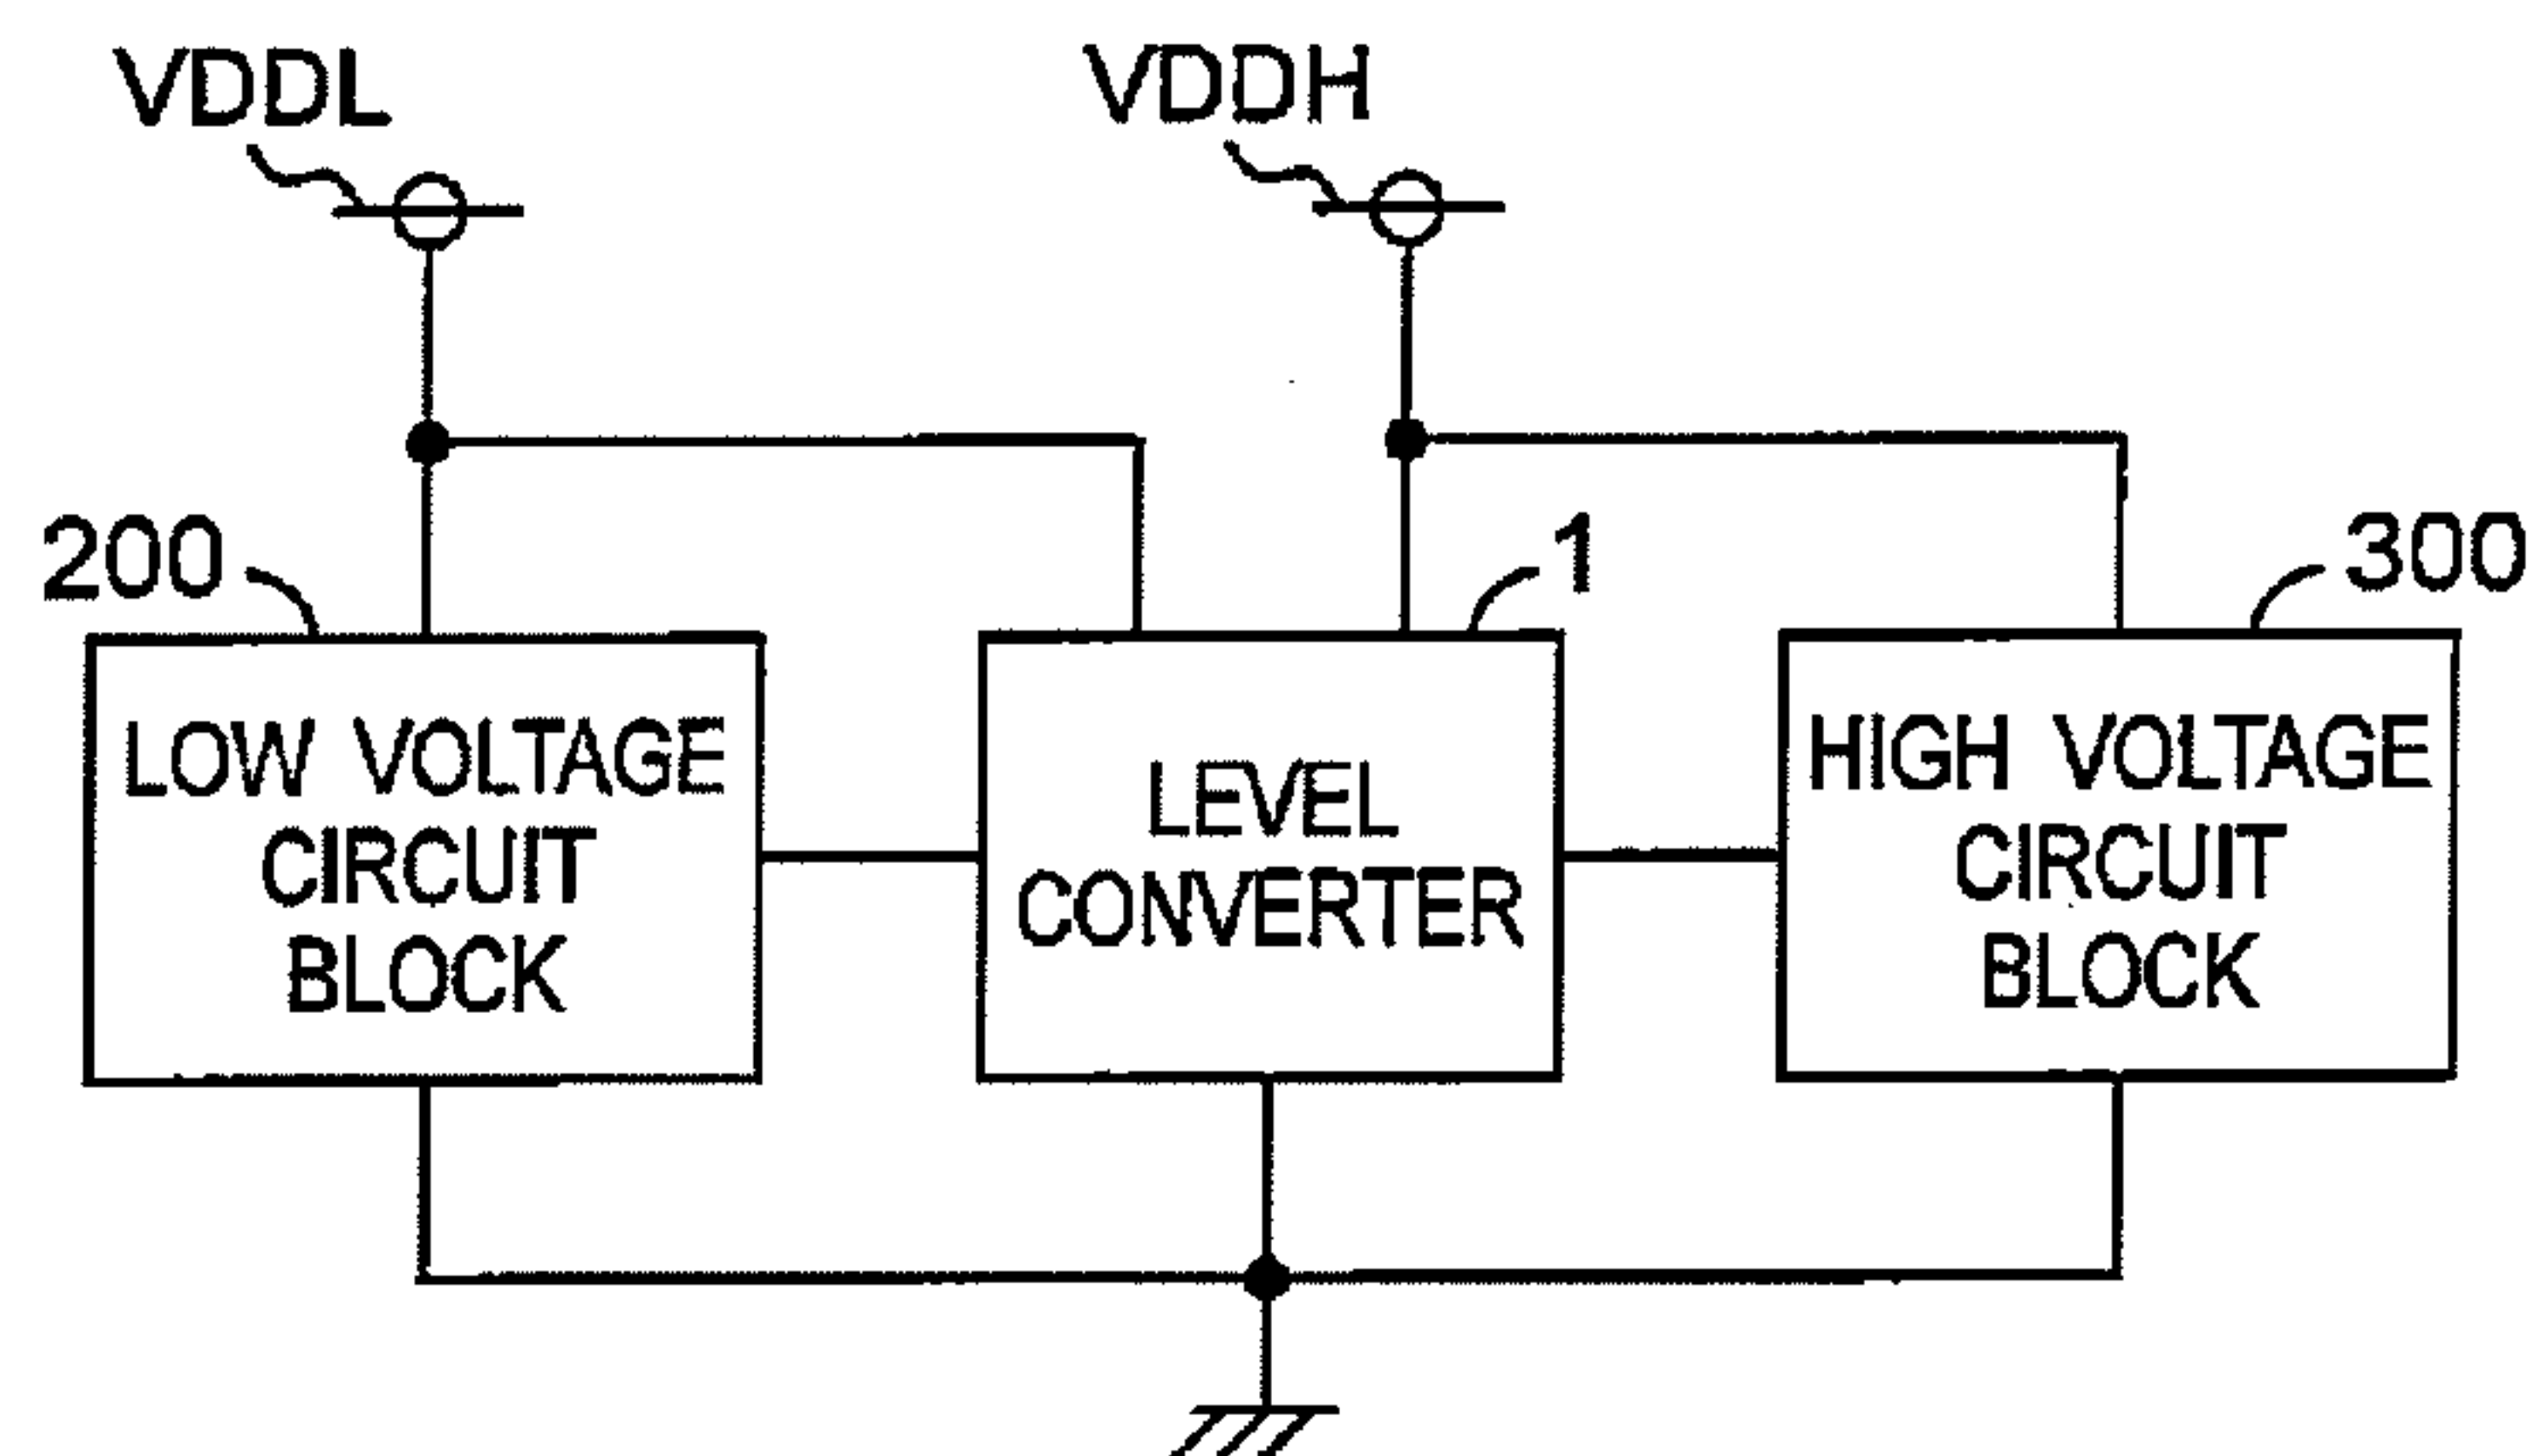 VDDL
VDDH
200
1
300
LOW VOLTAGE
CIRCUIT
BLOCK
LEVEL
CONVERTER
HIGH VOLTAGE
CIRCUIT
BLOCK